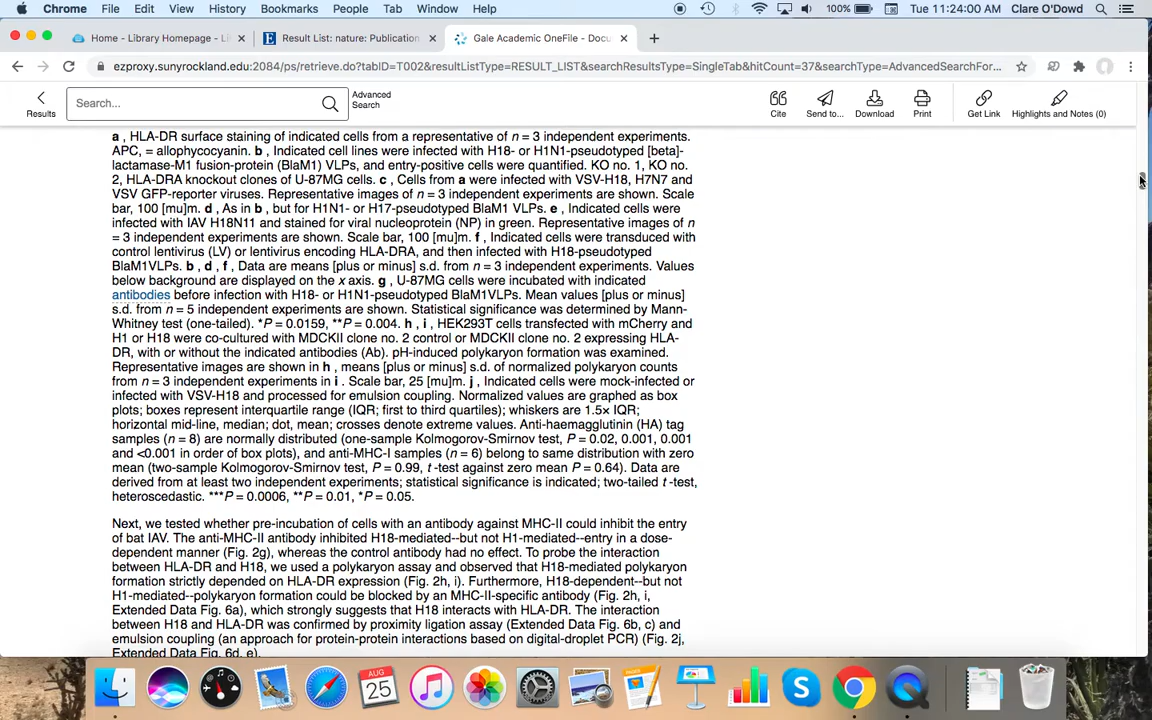 Chrome File Edit View History Bookmarks People Tab Window Help 100% Tue 11:24:00 AM Clare O'Dowd
Home - Library Homepage - Li
Result List: nature: Publication
Gale Academic OneFile - Docu
ezproxy.sunyrockland.edu:2084/ps/retrieve.do?tabID=T002&resultListType=RESULT_LIST&searchResultsType=SingleTab&hitCount=37&searchType=AdvancedSearchFor...
Results
Search...
Advanced
Search
Cite
Send to...
Download
Print
Get Link
Highlights and Notes (0)
a , HLA-DR surface staining of indicated cells from a representative of n = 3 independent experiments.
APC, = allophycocyanin. b , Indicated cell lines were infected with H18- or H1N1-pseudotyped [beta]-
lactamase-M1 fusion-protein (BlaM1) VLPs, and entry-positive cells were quantified. KO no. 1, KO no.
2, HLA-DRA knockout clones of U-87MG cells. c , Cells from a were infected with VSV-H18, H7N7 and
VSV GFP-reporter viruses. Representative images of n = 3 independent experiments are shown. Scale
bar, 100 [mu]m. d , As in b , but for H1N1- or H17-pseudotyped BlaM1 VLPs. e , Indicated cells were
infected with IAV H18N11 and stained for viral nucleoprotein (NP) in green. Representative images of n
= 3 independent experiments are shown. Scale bar, 100 [mu]m. f , Indicated cells were transduced with
control lentivirus (LV) or lentivirus encoding HLA-DRA, and then infected with H18-pseudotyped
BlaM1VLPs. b , d , f , Data are means [plus or minus] s.d. from n = 3 independent experiments. Values
below background are displayed on the x axis. g , U-87MG cells were incubated with indicated
antibodies before infection with H18- or H1N1-pseudotyped BlaM1VLPs. Mean values [plus or minus]
s.d. from n = 5 independent experiments are shown. Statistical significance was determined by Mann-
Whitney test (one-tailed). *P = 0.0159, **P = 0.004. h , i , HEK293T cells transfected with mCherry and
H1 or H18 were co-cultured with MDCKII clone no. 2 control or MDCKII clone no. 2 expressing HLA-
DR, with or without the indicated antibodies (Ab). pH-induced polykaryon formation was examined.
Representative images are shown in h , means [plus or minus] s.d. of normalized polykaryon counts
from n = 3 independent experiments in i . Scale bar, 25 [mu]m. j , Indicated cells were mock-infected or
infected with VSV-H18 and processed for emulsion coupling. Normalized values are graphed as box
plots; boxes represent interquartile range (IQR; first to third quartiles); whiskers are 1.5× IQR;
horizontal mid-line, median; dot, mean; crosses denote extreme values. Anti-haemagglutinin (HA) tag
samples (n = 8) are normally distributed (one-sample Kolmogorov-Smirnov test, P = 0.02, 0.001, 0.001
and <0.001 in order of box plots), and anti-MHC-I samples (n = 6) belong to same distribution with zero
mean (two-sample Kolmogorov-Smirnov test, P = 0.99, t -test against zero mean P = 0.64). Data are
derived from at least two independent experiments; statistical significance is indicated; two-tailed t -test,
heteroscedastic. ***P = 0.0006, **P = 0.01, *P = 0.05.
Next, we tested whether pre-incubation of cells with an antibody against MHC-II could inhibit the entry
of bat IAV. The anti-MHC-II antibody inhibited H18-mediated--but not H1-mediated--entry in a dose-
dependent manner (Fig. 2g), whereas the control antibody had no effect. To probe the interaction
between HLA-DR and H18, we used a polykaryon assay and observed that H18-mediated polykaryon
formation strictly depended on HLA-DR expression (Fig. 2h, i). Furthermore, H18-dependent--but not
H1-mediated--polykaryon formation could be blocked by an MHC-II-specific antibody (Fig. 2h, i,
Extended Data Fig. 6a), which strongly suggests that H18 interacts with HLA-DR. The interaction
between H18 and HLA-DR was confirmed by proximity ligation assay (Extended Data Fig. 6b, c) and
emulsion coupling (an approach for protein-protein interactions based on digital-droplet PCR) (Fig. 2j,
Extended Data Fig. 6d, e).
AUG
25